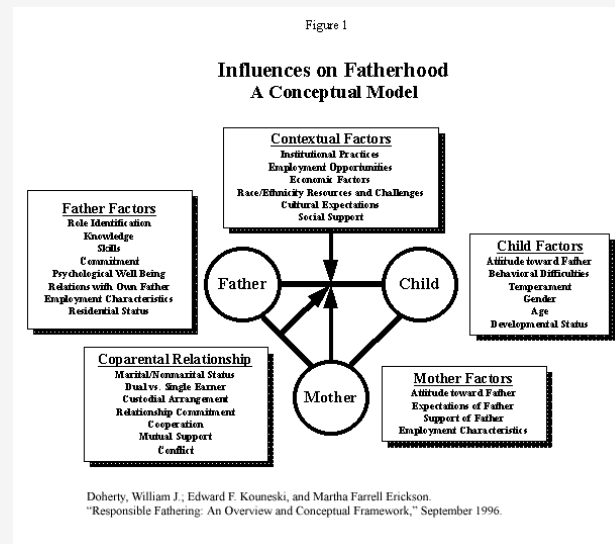 Figure 1
Influences on Fatherhood
A Conceptual Model
Contextual Factors
Institutional Practices
Employment Opportunities
Economic Factors
Race/Ethnicity Resources and Challenges
Cultural Expectations
Social Support
Father Factors
Role Identification
Knowledge
Skills
Commitment
Psychological Well Being
Relations with Own Father
Employment Characteristics
Residential Status
Father
Child
Child Factors
Attitude toward Father
Behavioral Difficulties
Temperament
Gender
Age
Developmental Status
Coparental Relationship
Marital/Nonmarital Status
Dual vs. Single Earner
Custodial Arrangement
Relationship Commitment
Cooperation
Mutual Support
Conflict
Mother
Mother Factors
Attitude toward Father
Expectations of Father
Support of Father
Employment Characteristics
Doherty, William J.; Edward F. Kouneski, and Martha Farrell Erickson.
“Responsible Fathering: An Overview and Conceptual Framework,” September 1996.